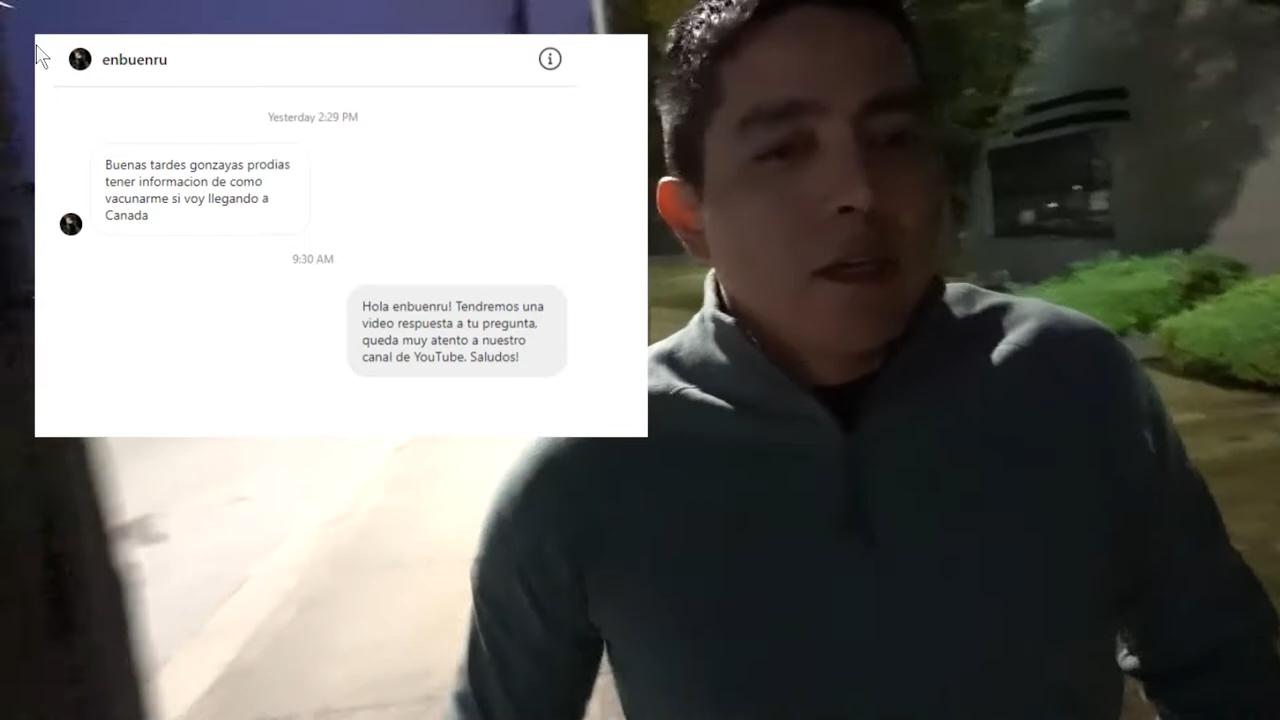 enbuenru
Yesterday 2:29 PM
Buenas tardes gonzayas prodias
tener informacion de como
vacunarme si voy llegando a
Canada
9:30 AM
Hola enbuenru! Tendremos una
video respuesta a tu pregunta,
queda muy atento a nuestro
canal de YouTube. Saludos!